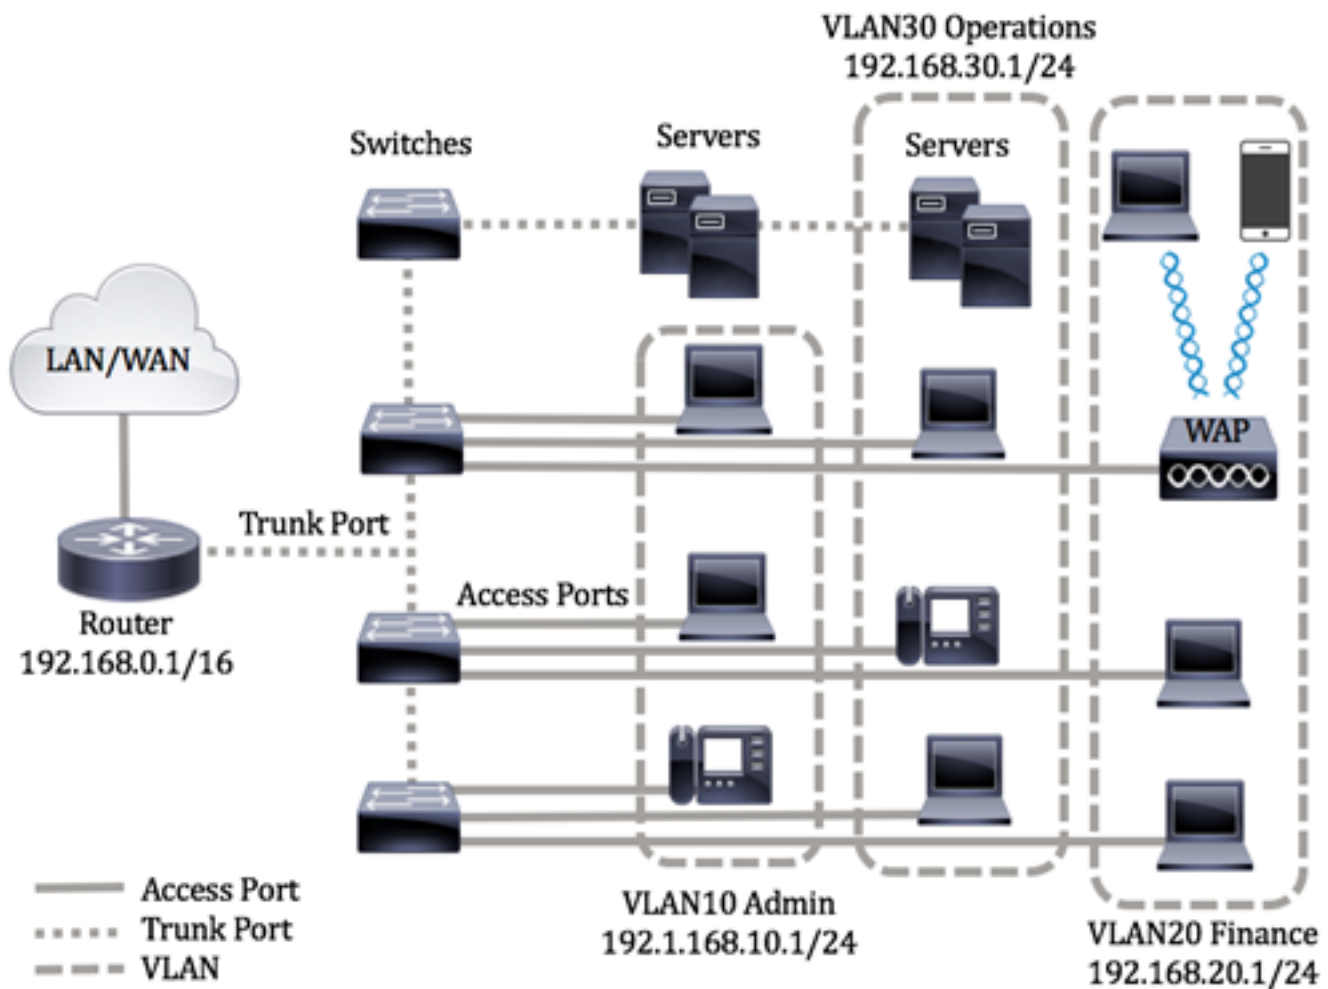 VLAN30 Operations
192.168.30.1/24
Switches
Servers
Servers
LAN/WAN
WAP
Trunk Port
Access Ports
Router
192.168.0.1/16
Access Port
Trunk Port
VLAN
VLAN10 Admin
192.1.168.10.1/24
VLAN20 Finance
192.168.20.1/24